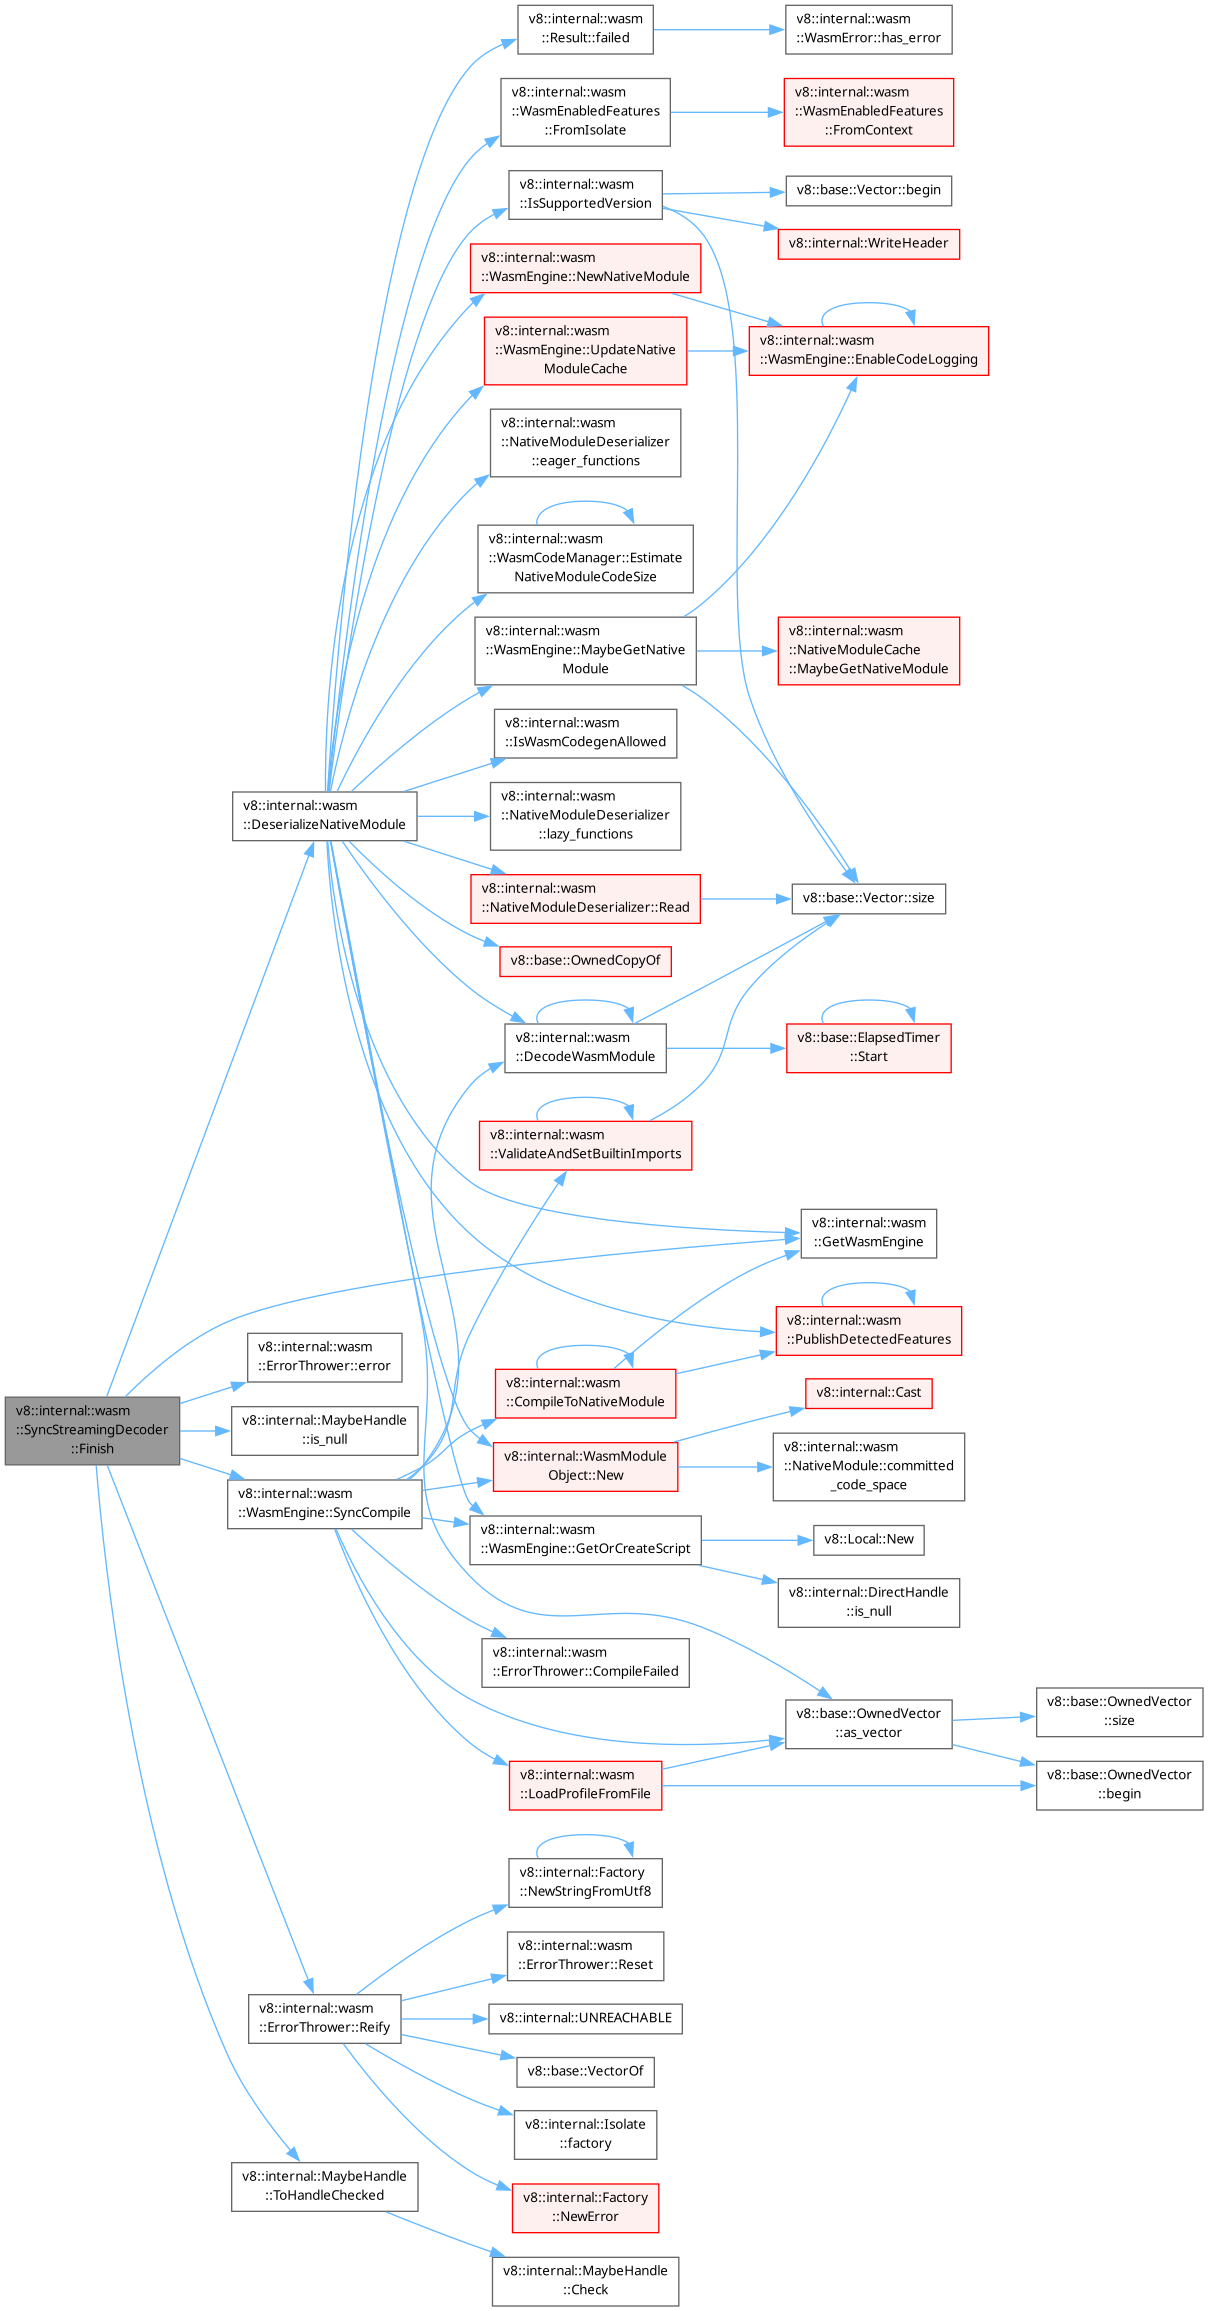 v8::internal::wasm
::SyncStreamingDecoder
::Finish
v8::internal::wasm
::DeserializeNativeModule
v8::internal::wasm
::ErrorThrower::error
v8::internal::MaybeHandle
::is_null
v8::internal::wasm
::WasmEngine::SyncCompile
v8::internal::wasm
::ErrorThrower::Reify
v8::internal::MaybeHandle
::ToHandleChecked
v8::internal::wasm
::Result::failed
v8::internal::wasm
::WasmEnabledFeatures
::FromIsolate
v8::internal::wasm
::IsSupportedVersion
v8::internal::wasm
::WasmEngine::NewNativeModule
v8::internal::wasm
::WasmEngine::UpdateNative
ModuleCache
v8::internal::wasm
::NativeModuleDeserializer
::eager_functions
v8::internal::wasm
::WasmCodeManager::Estimate
NativeModuleCodeSize
v8::internal::wasm
::WasmEngine::MaybeGetNative
Module
v8::internal::wasm
::IsWasmCodegenAllowed
v8::internal::wasm
::NativeModuleDeserializer
::lazy_functions
v8::internal::wasm
::NativeModuleDeserializer::Read
v8::base::OwnedCopyOf
v8::internal::wasm
::DecodeWasmModule
v8::internal::wasm
::ValidateAndSetBuiltinImports
v8::internal::wasm
::CompileToNativeModule
v8::internal::WasmModule
Object::New
v8::internal::wasm
::WasmEngine::GetOrCreateScript
v8::internal::wasm
::ErrorThrower::CompileFailed
v8::internal::wasm
::LoadProfileFromFile
v8::internal::Factory
::NewStringFromUtf8
v8::internal::wasm
::ErrorThrower::Reset
v8::internal::UNREACHABLE
v8::base::VectorOf
v8::internal::Isolate
::factory
v8::internal::Factory
::NewError
v8::internal::MaybeHandle
::Check
v8::internal::wasm
::WasmError::has_error
v8::internal::wasm
::WasmEnabledFeatures
::FromContext
v8::base::Vector::begin
v8::internal::WriteHeader
v8::internal::wasm
::WasmEngine::EnableCodeLogging
v8::internal::wasm
::NativeModuleCache
::MaybeGetNativeModule
v8::base::Vector::size
v8::base::ElapsedTimer
::Start
v8::internal::wasm
::GetWasmEngine
v8::internal::wasm
::PublishDetectedFeatures
v8::internal::Cast
v8::internal::wasm
::NativeModule::committed
_code_space
v8::Local::New
v8::internal::DirectHandle
::is_null
v8::base::OwnedVector
::as_vector
v8::base::OwnedVector
::size
v8::base::OwnedVector
::begin